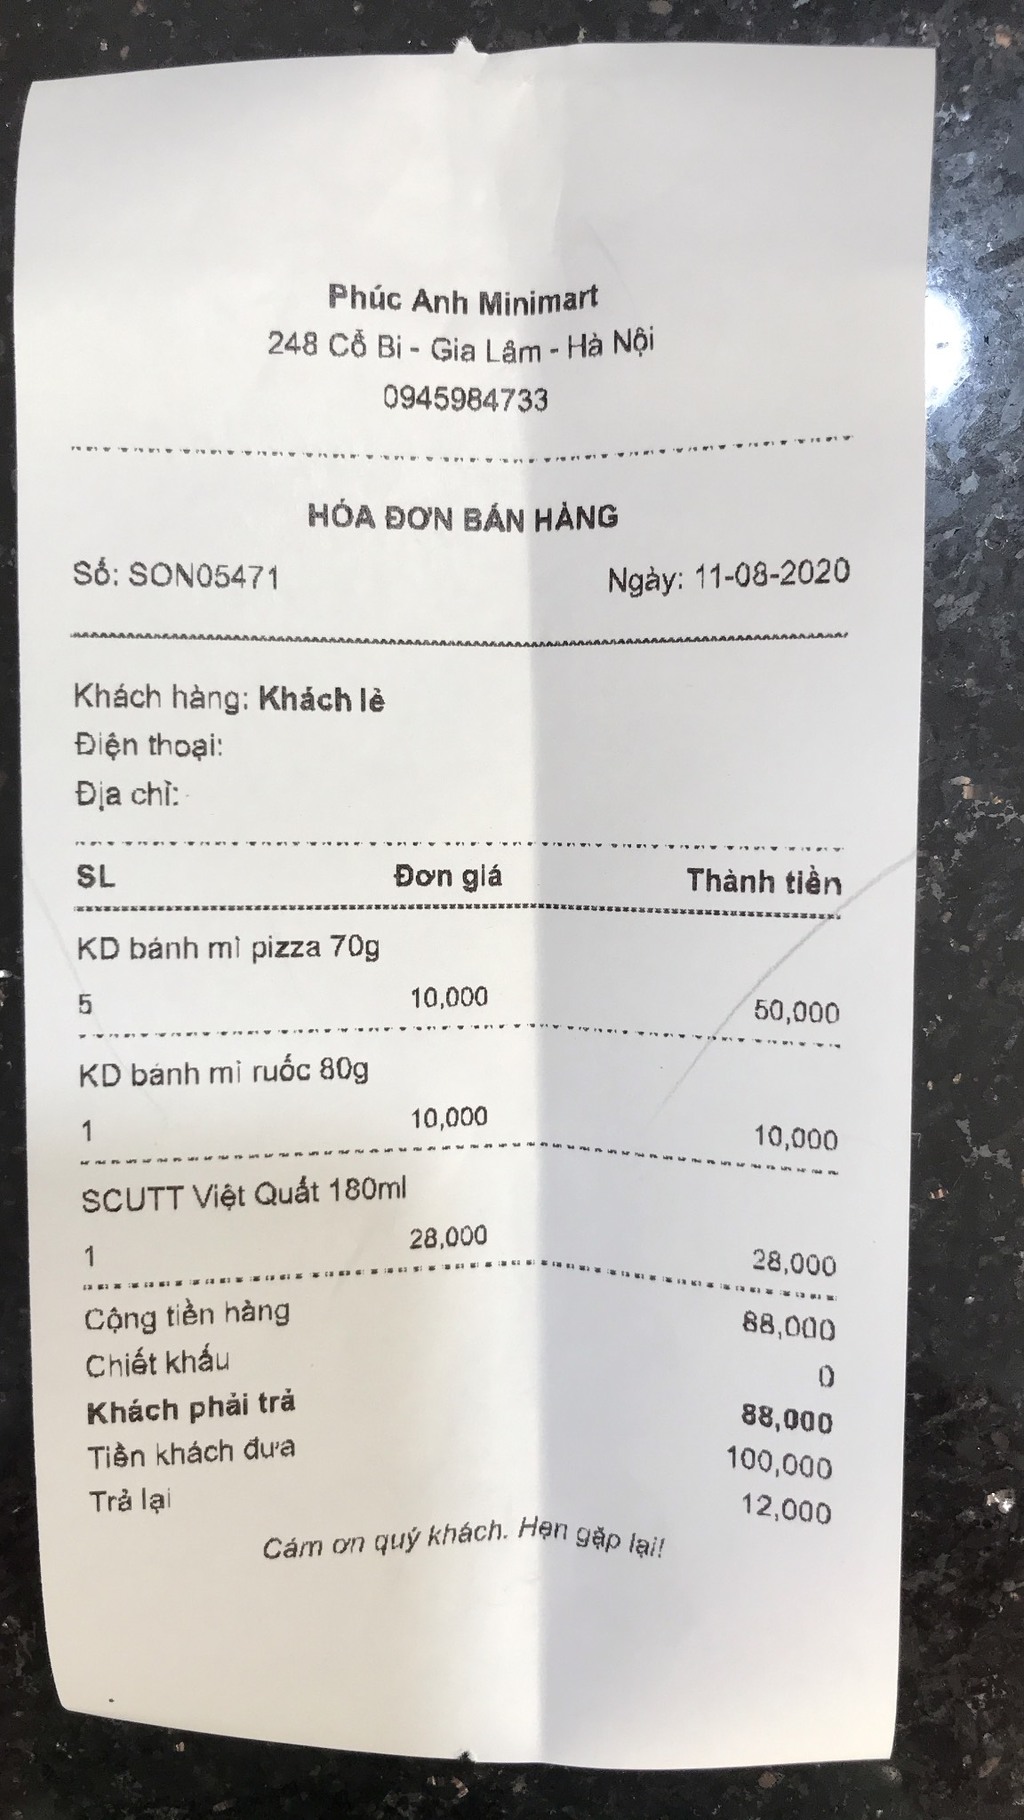 Phúc Anh Minimart
248 Cổ Bi - Gia Lâm - Hà Nội
0945984733
HÓA ĐƠN BÁN HÀNG
Số: SON05471 Ngày: 11-08-2020
Khách hàng: Khách lẻ
Điện thoại:
Địa chỉ:
SL Đơn giá Thành tiền
KD bánh mì pizza 70g
5 10,000 50,000
KD bánh mì ruốc 80g
1 10,000 10,000
SCUTT Việt Quất 180ml
1 28,000 28,000
Cộng tiền hàng 88,000
Chiết khấu 0
Khách phải trả 88,000
Tiền khách đưa 100,000
Trả lại 12,000
Cám ơn quý khách. Hẹn gặp lại!